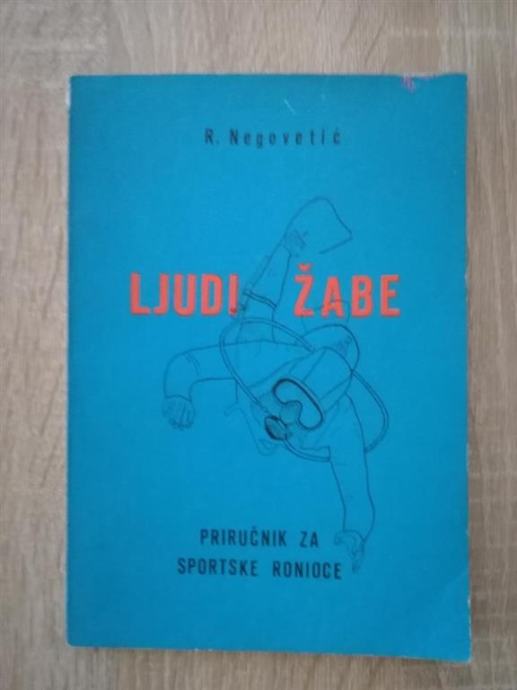 R. Negovetić
LJUDI ŽABE
PRIRUČNIK ZA
SPORTSKE RONIOCE